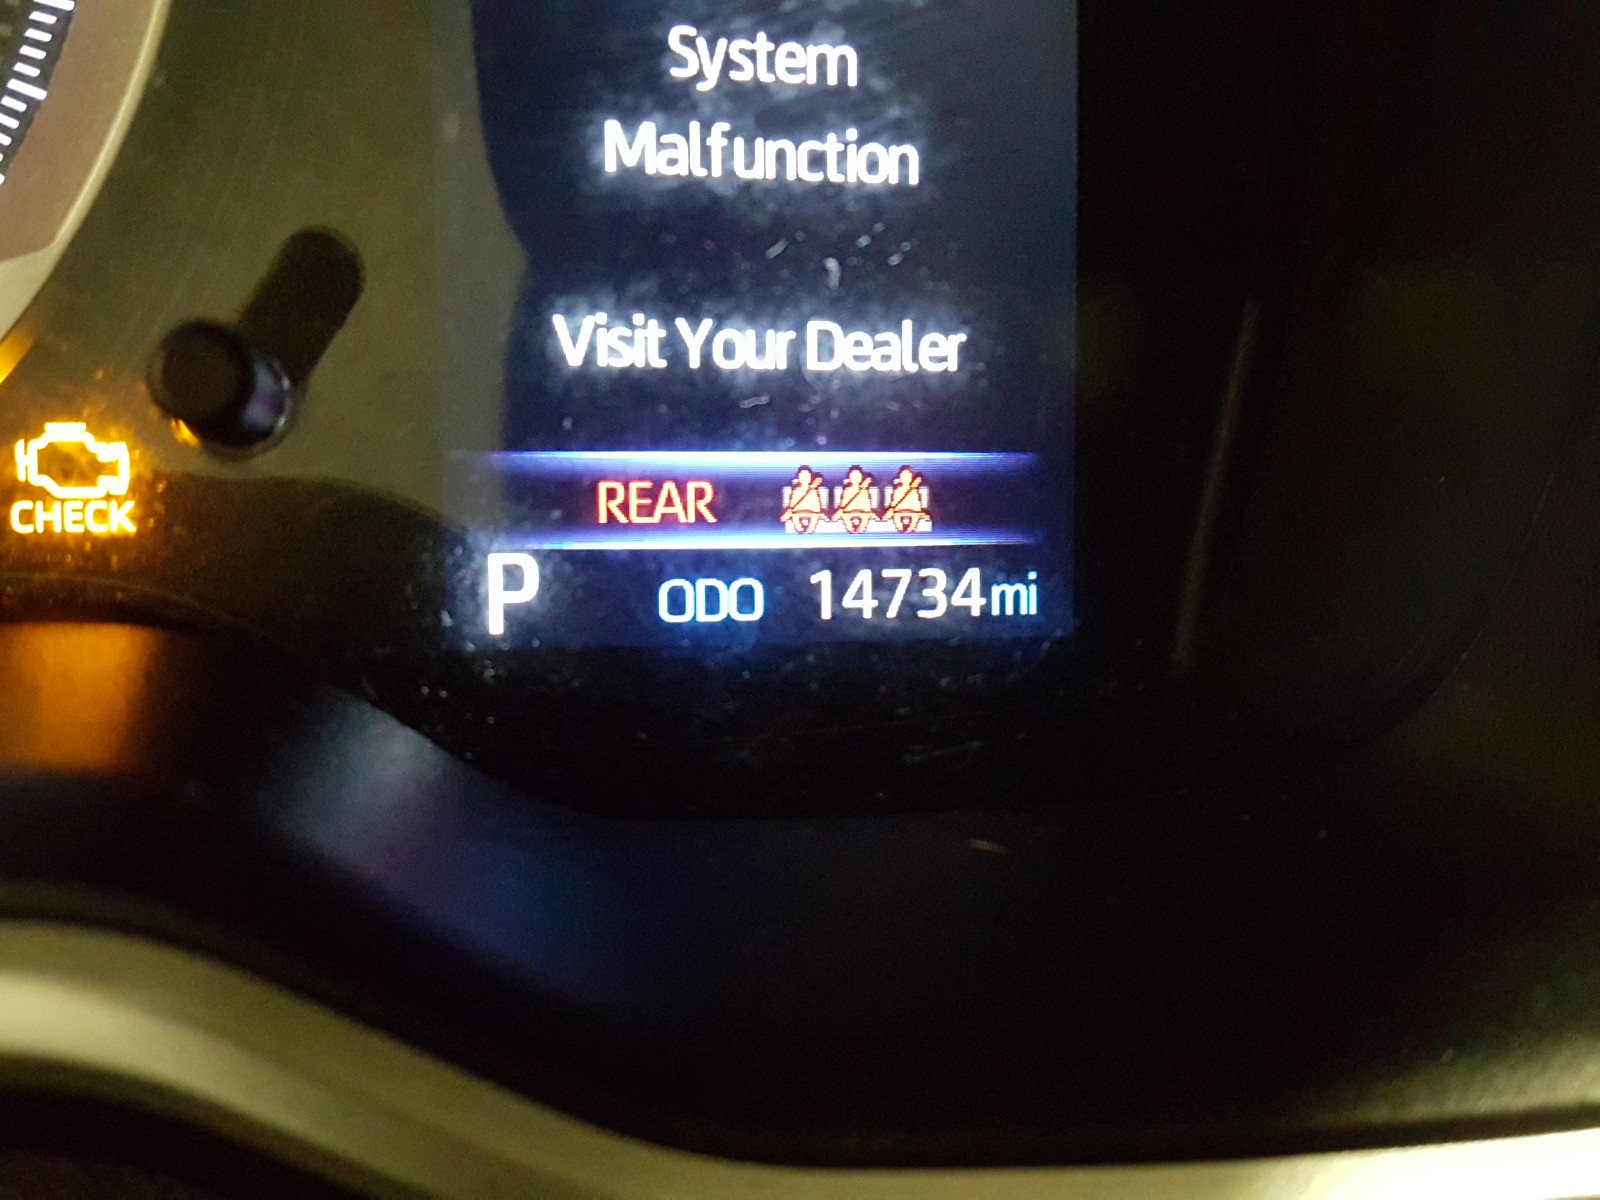 System
Malfunction
Visit Your Dealer
CHECK
REAR
P ODO 14734mi